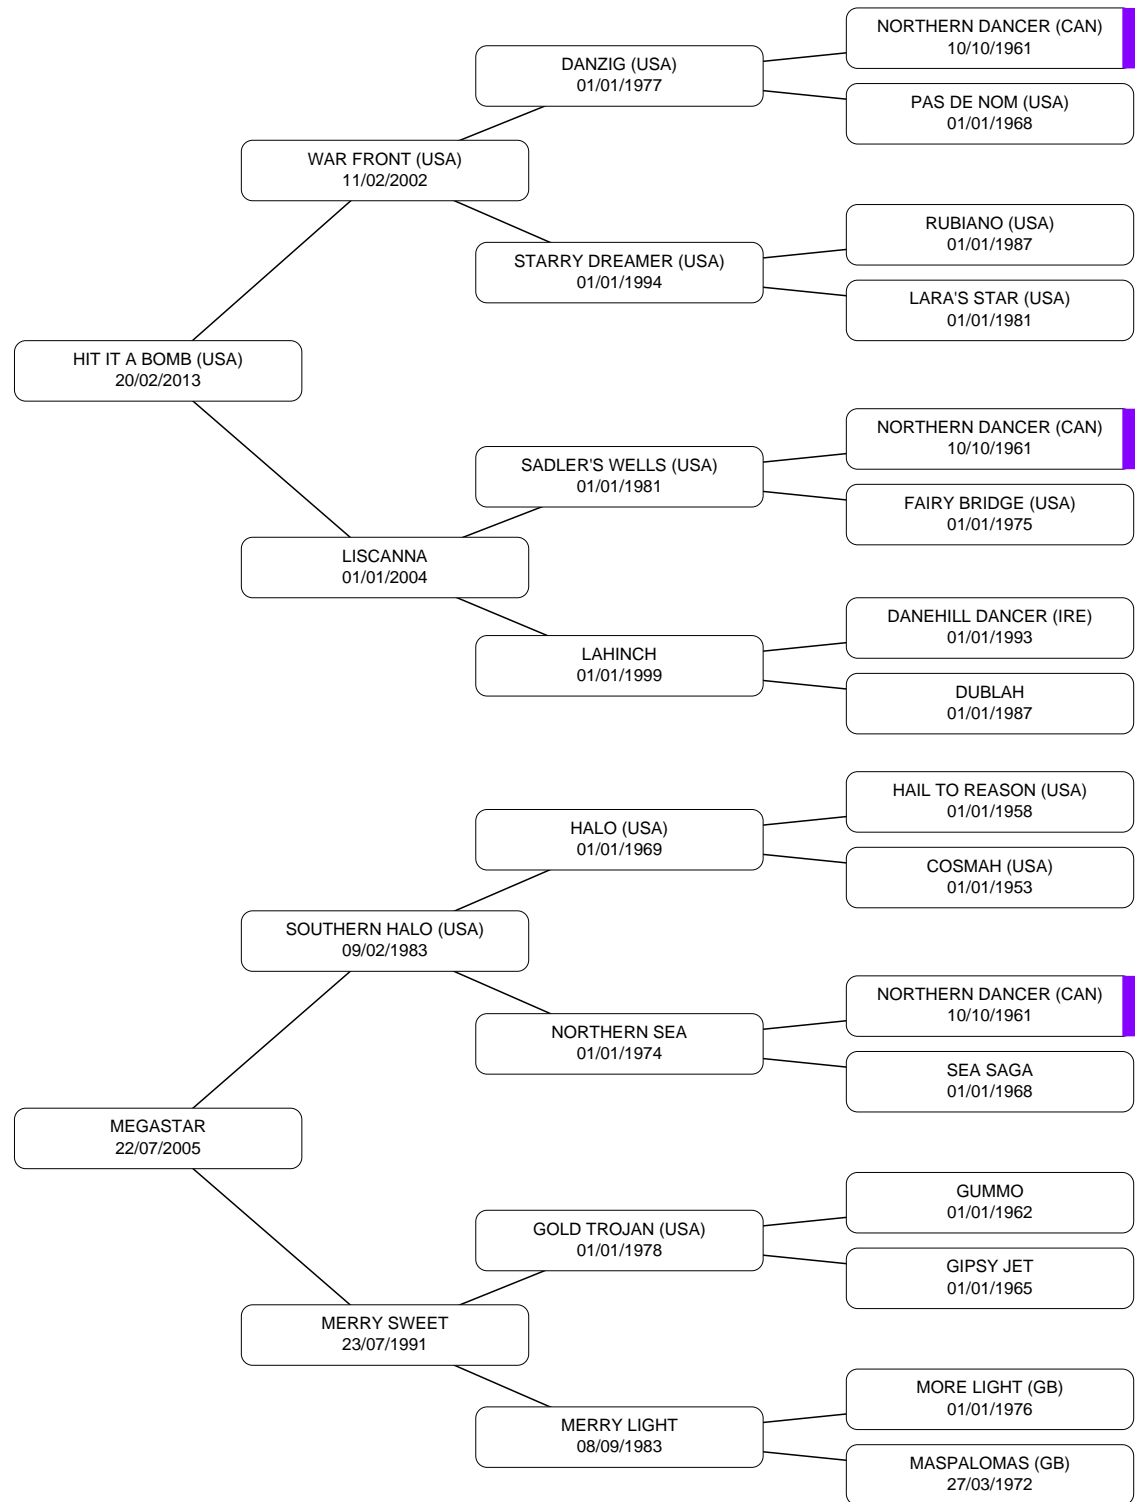 NORTHERN DANCER (CAN)
10/10/1961
DANZIG (USA)
01/01/1977
PAS DE NOM (USA)
01/01/1968
WAR FRONT (USA)
11/02/2002
RUBIANO (USA)
01/01/1987
STARRY DREAMER (USA)
01/01/1994
LARA'S STAR (USA)
01/01/1981
HIT IT A BOMB (USA)
20/02/2013
NORTHERN DANCER (CAN)
10/10/1961
SADLER'S WELLS (USA)
01/01/1981
FAIRY BRIDGE (USA)
01/01/1975
LISCANNA
01/01/2004
DANEHILL DANCER (IRE)
01/01/1993
LAHINCH
01/01/1999
DUBLAH
01/01/1987
HAIL TO REASON (USA)
01/01/1958
HALO (USA)
01/01/1969
COSMAH (USA)
01/01/1953
SOUTHERN HALO (USA)
09/02/1983
NORTHERN DANCER (CAN)
10/10/1961
NORTHERN SEA
01/01/1974
SEA SAGA
01/01/1968
MEGASTAR
22/07/2005
GUMMO
01/01/1962
GOLD TROJAN (USA)
01/01/1978
GIPSY JET
01/01/1965
MERRY SWEET
23/07/1991
MORE LIGHT (GB)
01/01/1976
MERRY LIGHT
08/09/1983
MASPALOMAS (GB)
27/03/1972